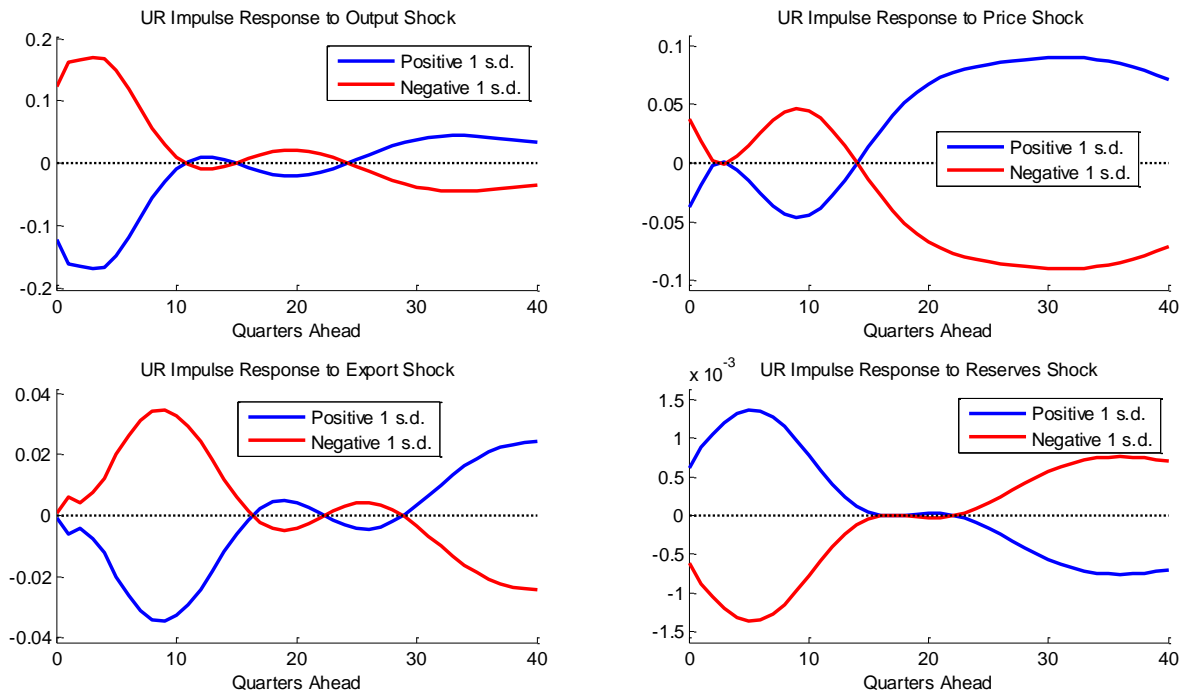 UR Impulse Response to Output Shock
0.2
0.1
0
-0.1
-0.2
Positive 1 s.d.
Negative 1 s.d.
0 10 20 30 40
Quarters Ahead
UR Impulse Response to Price Shock
0.1
0.05
0
-0.05
-0.1
Positive 1 s.d.
Negative 1 s.d.
0 10 20 30 40
Quarters Ahead
UR Impulse Response to Export Shock
0.04
0.02
0
-0.02
-0.04
Positive 1 s.d.
Negative 1 s.d.
0 10 20 30 40
Quarters Ahead
x 10-3 UR Impulse Response to Reserves Shock
1.5
1
0.5
0
-0.5
-1
-1.5
Positive 1 s.d.
Negative 1 s.d.
0 10 20 30 40
Quarters Ahead